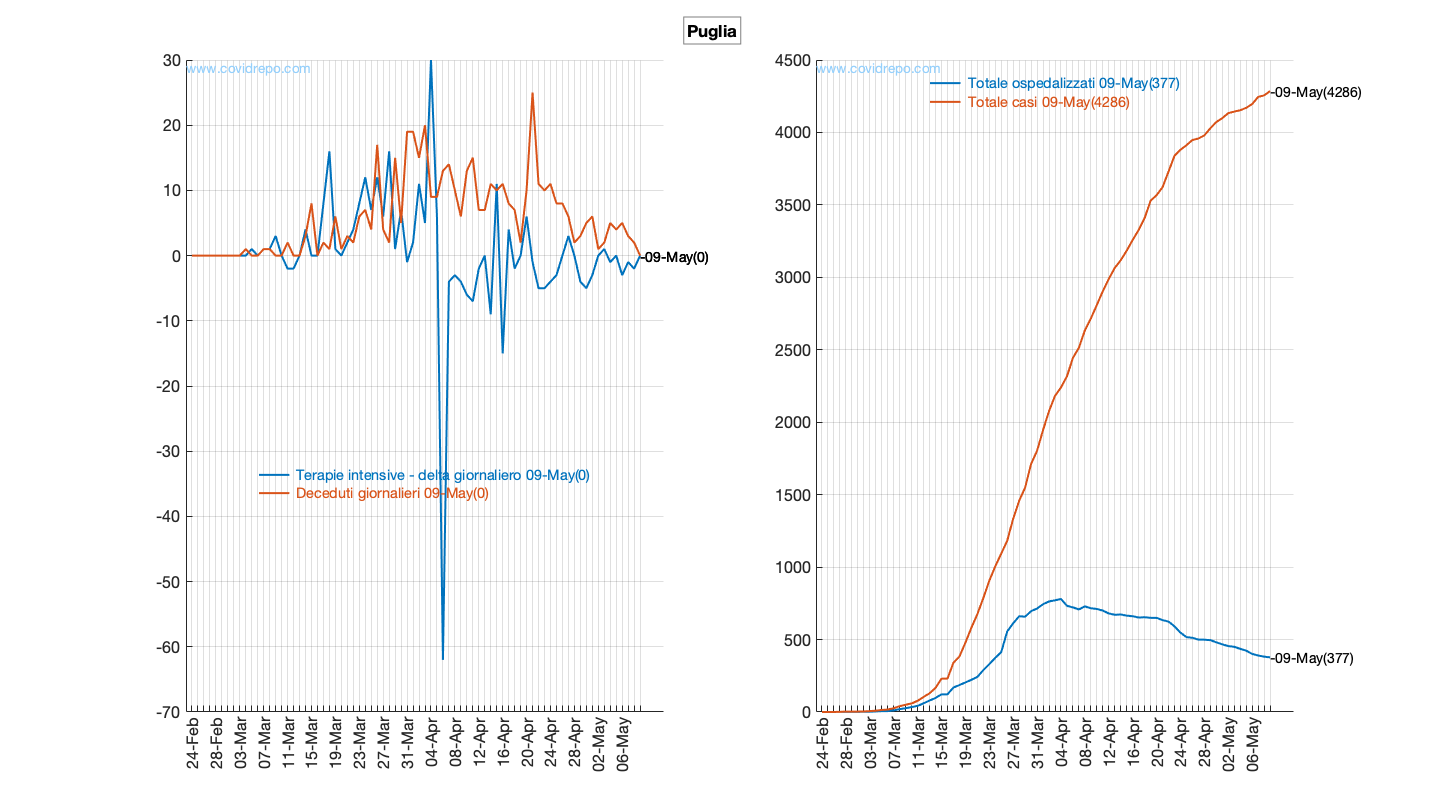 Puglia
www.covidrepo.com
30
20
10
0
-10
-20
-30
-40
-50
-60
-70
-09-May(0)
Terapie intensive - delta giornaliero 09-May(0)
Deceduti giornalieri 09-May(0)
24-Feb
28-Feb
03-Mar
07-Mar
11-Mar
15-Mar
19-Mar
23-Mar
27-Mar
31-Mar
04-Apr
08-Apr
12-Apr
16-Apr
20-Apr
24-Apr
28-Apr
02-May
06-May
www.covidrepo.com
4500
4000
3500
3000
2500
2000
1500
1000
500
0
Totale ospedalizzati 09-May(377)
Totale casi 09-May(4286)
-09-May(4286)
-09-May(377)
24-Feb
28-Feb
03-Mar
07-Mar
11-Mar
15-Mar
19-Mar
23-Mar
27-Mar
31-Mar
04-Apr
08-Apr
12-Apr
16-Apr
20-Apr
24-Apr
28-Apr
02-May
06-May